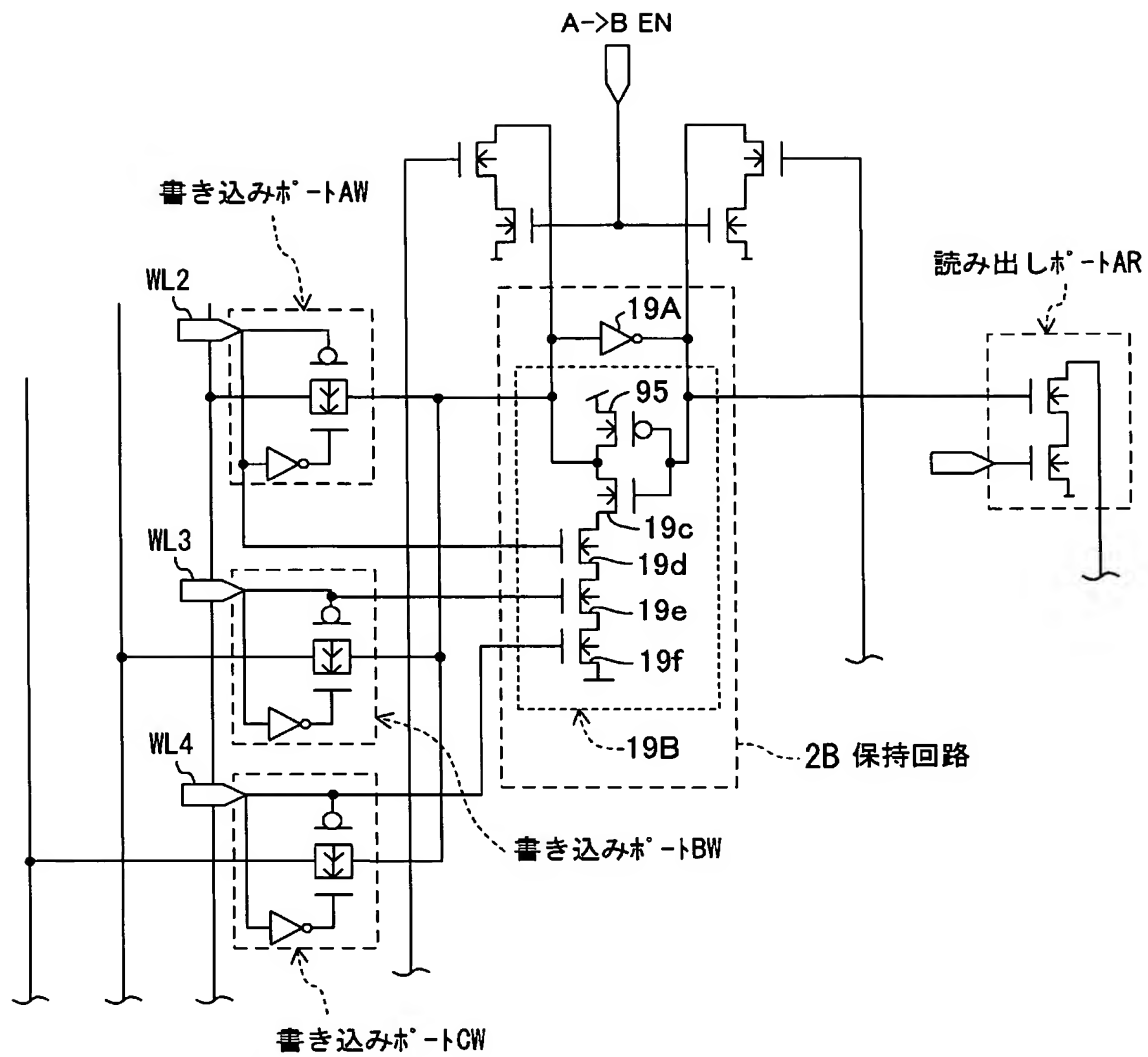 A->B EN
書き込みポートAW
読み出しポートAR
WL2
19A
95
19c
WL3
19d
19e
19f
19B
2B 保持回路
WL4
書き込みポートBW
書き込みポートCW